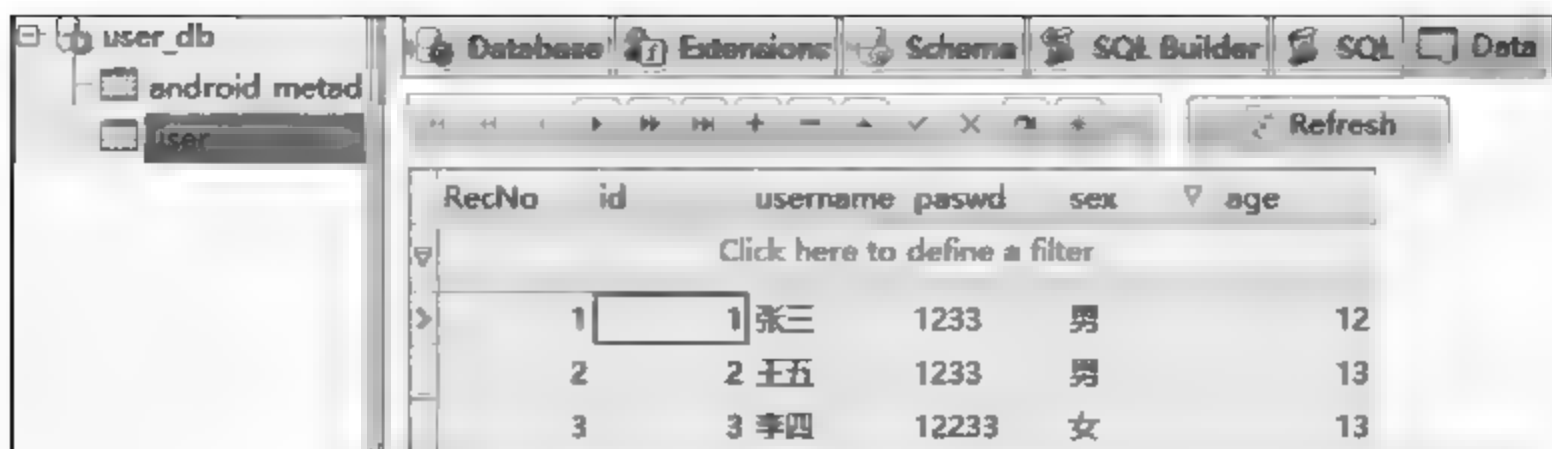 user_db
Database Extensions Schema SQL Builder SQL Data
android metad
user
Refresh
RecNo id username paswd sex age
Click here to define a filter
1 1 张三 1233 男 12
2 2 王五 1233 男 13
3 3 李四 12233 女 13